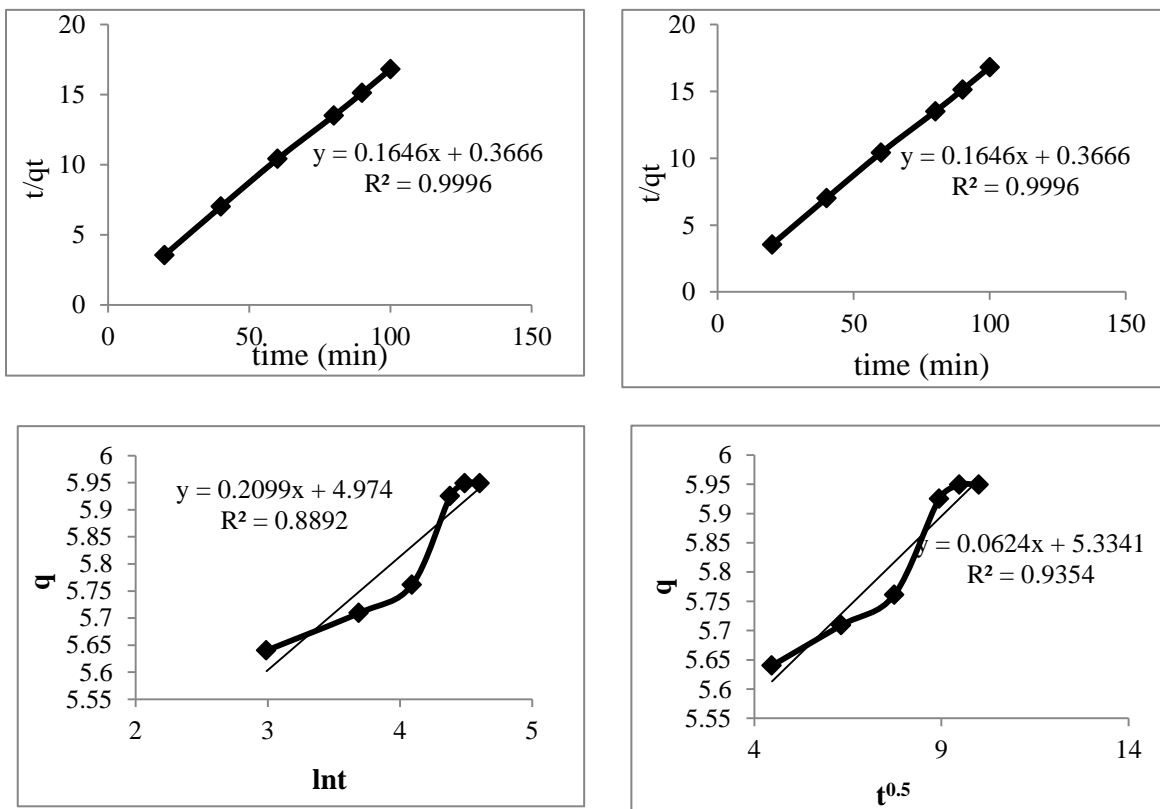 20
15
10
5
0
t/qt
y = 0.1646x + 0.3666
R² = 0.9996
0 50 100 150
time (min)
20
15
10
5
0
t/qt
y = 0.1646x + 0.3666
R² = 0.9996
0 50 100 150
time (min)
6
5.95
5.9
5.85
5.8
5.75
5.7
5.65
5.6
5.55
q
y = 0.2099x + 4.974
R² = 0.8892
2 3 4 5
lnt
6
5.95
5.9
5.85
5.8
5.75
5.7
5.65
5.6
5.55
q
y = 0.0624x + 5.3341
R² = 0.9354
4 9 14
t⁰·⁵